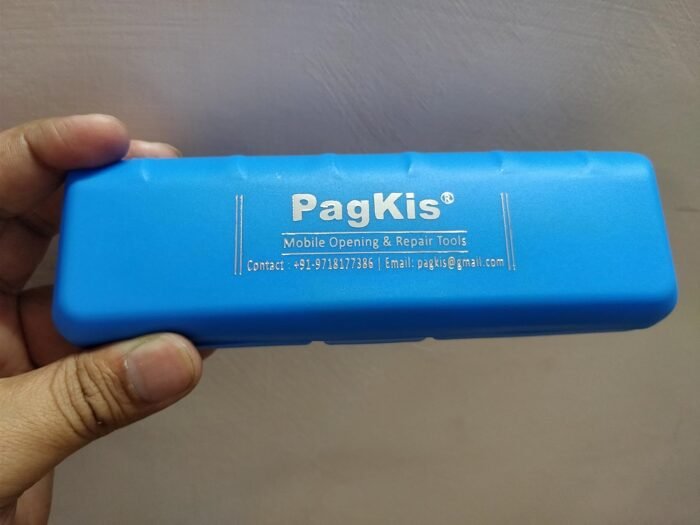 PagKis®
Mobile Opening & Repair Tools
Contact : +91-9718177386 | Email: pagkis@gmail.com